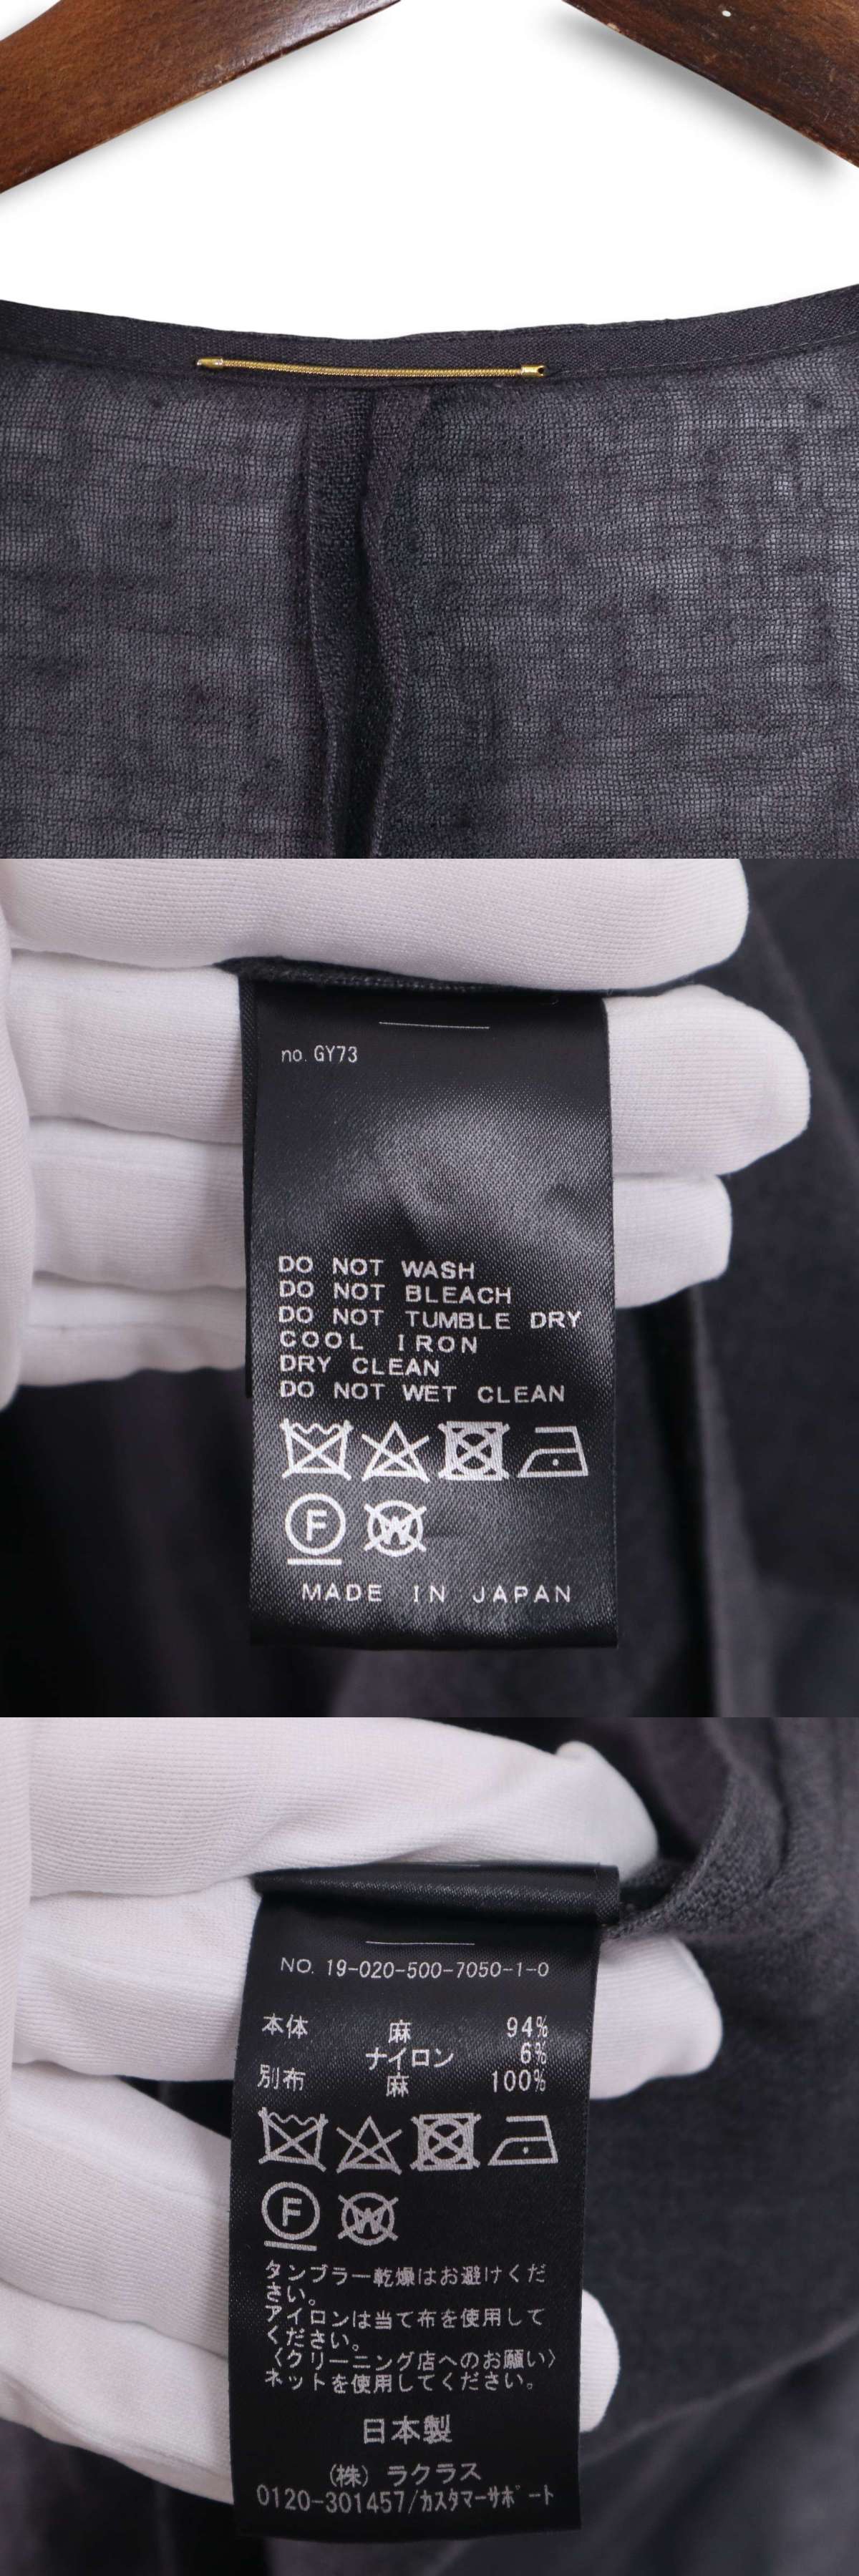 no. GY73
DO NOT WASH
DO NOT BLEACH
DO NOT TUMBLE DRY
COOL IRON
DRY CLEAN
DO NOT WET CLEAN
F W
MADE IN JAPAN
NO. 19-020-500-7050-1-0
本体 麻 94%
ナイロン 6%
別布 麻 100%
F W
タンブラー乾燥はお避けくだ
さい。
アイロンは当て布を使用して
ください。
〈クリーニング店へのお願い〉
ネットを使用してください。
日本製
(株) ラクラス
0120-301457/カスタマーサポート